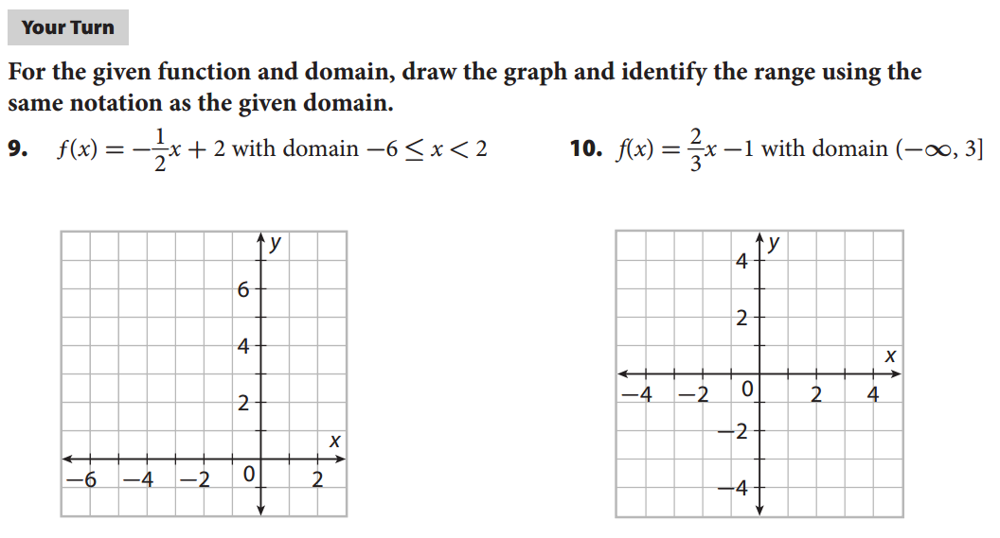 Your Turn
For the given function and domain, draw the graph and identify the range using the
same notation as the given domain.
9. f(x) = −1/2x + 2 with domain −6 ≤ x < 2
10. f(x) = 2/3x −1 with domain (−∞, 3]
y
6
4
2
x
−6 −4 −2 0 2
y
4
2
x
−4 −2 0 2 4
−2
−4